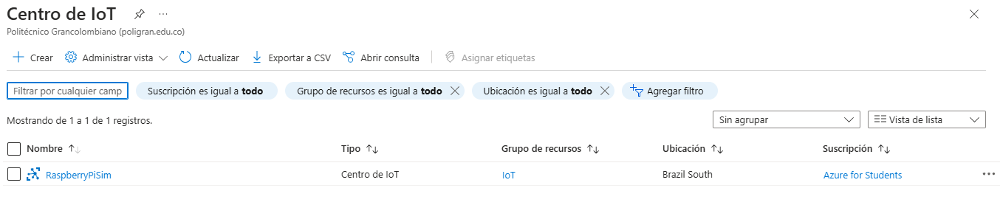 Centro de IoT
Politécnico Grancolombiano (poligran.edu.co)
Crear Administrar vista Actualizar Exportar a CSV Abrir consulta Asignar etiquetas
Filtrar por cualquier camp Suscripción es igual a todo Grupo de recursos es igual a todo Ubicación es igual a todo Agregar filtro
Mostrando de 1 a 1 de 1 registros. Sin agrupar Vista de lista
Nombre Tipo Grupo de recursos Ubicación Suscripción
RaspberryPiSim Centro de IoT IoT Brazil South Azure for Students